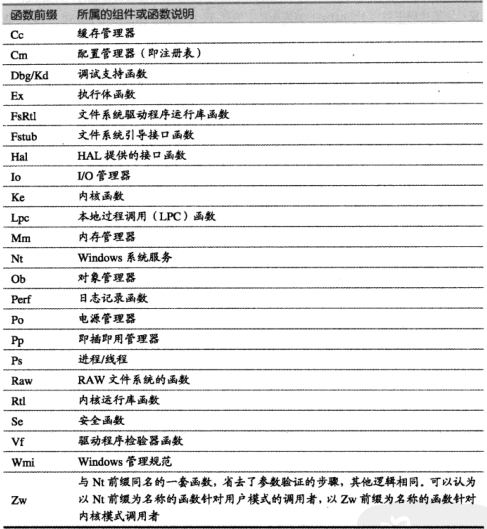 函数前缀 所属的组件或函数说明
Cc 缓存管理器
Cm 配置管理器（即注册表）
Dbg/Kd 调试支持函数
Ex 执行体函数
FsRtl 文件系统驱动程序运行库函数
Fstub 文件系统引导接口函数
Hal HAL 提供的接口函数
Io I/O 管理器
Ke 内核函数
Lpc 本地过程调用（LPC）函数
Mm 内存管理器
Nt Windows 系统服务
Ob 对象管理器
Perf 日志记录函数
Po 电源管理器
Pp 即插即用管理器
Ps 进程/线程
Raw RAW 文件系统的函数
Rtl 内核运行库函数
Se 安全函数
Vf 驱动程序检验器函数
Wmi Windows 管理规范
Zw 与 Nt 前缀同名的一套函数，省去了参数验证的步骤，其他逻辑相同。可以认为
以 Nt 前缀为名称的函数针对用户模式的调用者，以 Zw 前缀为名称的函数针对
内核模式调用者